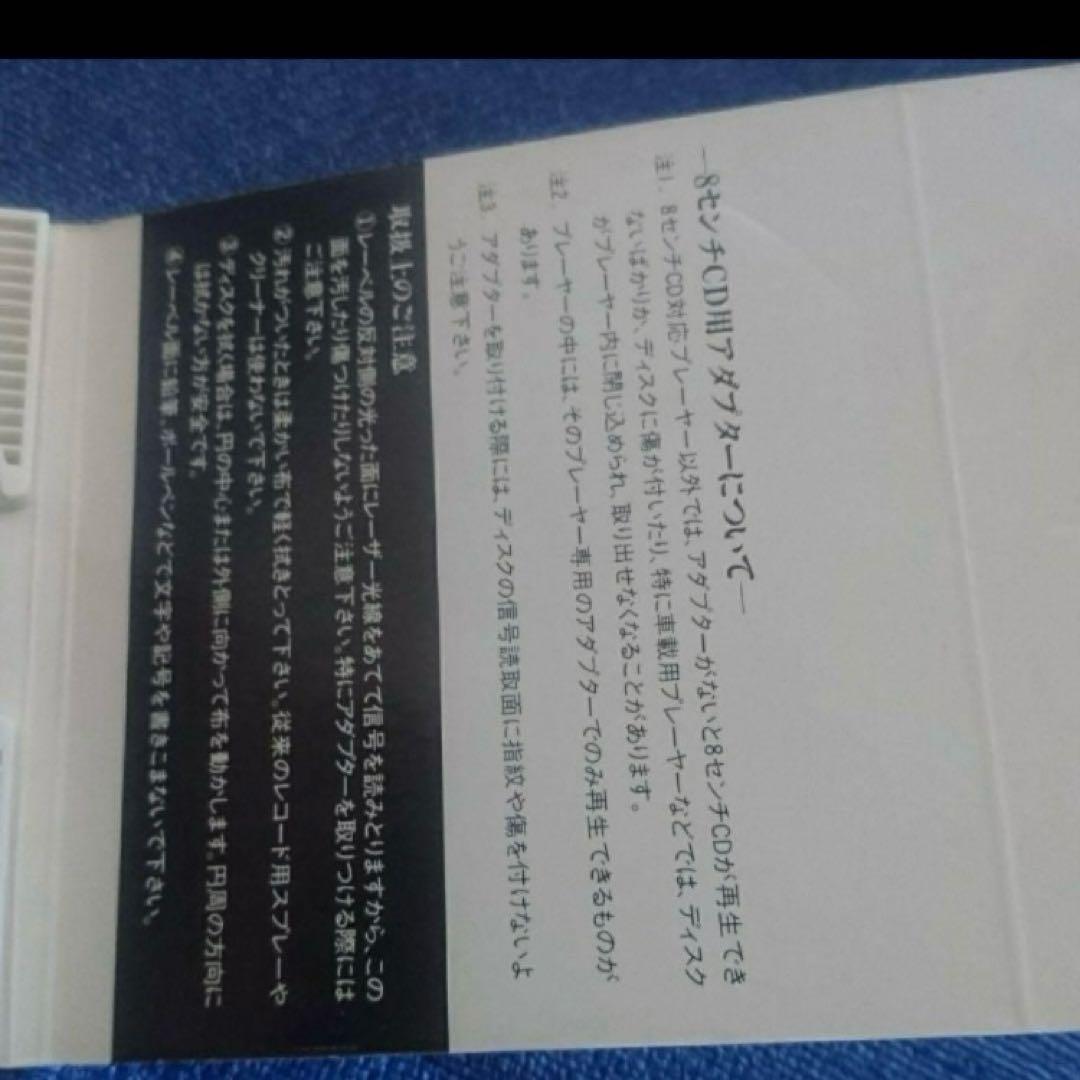 —8センチCD用アダプターについて—
注1. 8センチCD対応プレーヤー以外では、アダプターがないと8センチCDが再生でき
ないばかりか、ディスクに傷が付いたり、特に車載用プレーヤーなどでは、ディスク
がプレーヤー内に閉じ込められ、取り出せなくなることがあります。
注2. プレーヤーの中には、そのプレーヤー専用のアダプターでのみ再生できるものが
あります。
注3. アダプターを取り付ける際には、ディスクの信号読取面に指紋や傷を付けないよ
うご注意下さい。
取扱上のご注意
①レーベルの反対側の光った面にレーザー光線をあてて信号を読みとりますから、この
面を汚したり傷つけたりしないようご注意下さい。特にアダプターを取りつける際には
ご注意下さい。
②汚れがついたときは柔かい布で軽く拭きとって下さい。従来のレコード用スプレーや
クリーナーは使わないで下さい。
③ディスクを拭く場合は、円の中心または外側に向かって布を動かします。円周の方向に
は拭かない方が安全です。
④レーベル面に鉛筆、ボールペンなどで文字や記号を書きこまないで下さい。